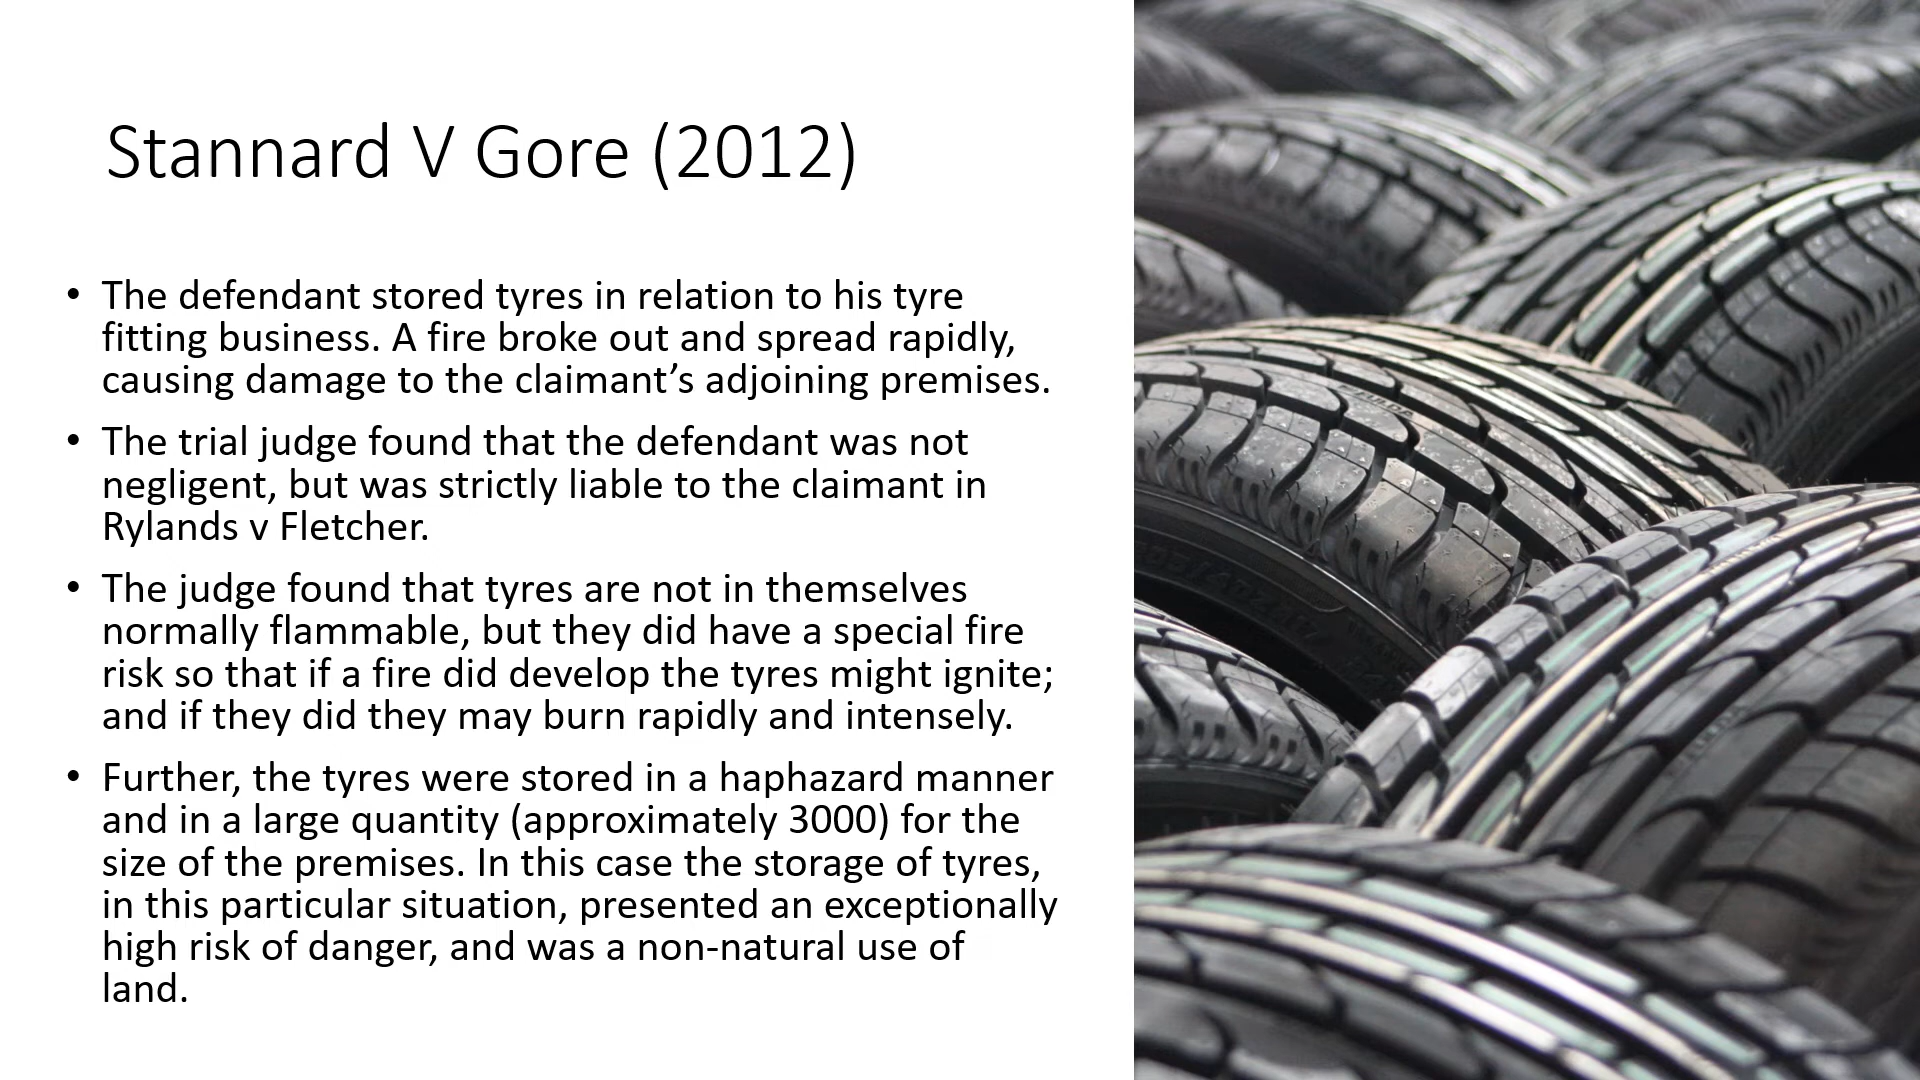 Stannard V Gore (2012)
• The defendant stored tyres in relation to his tyre
fitting business. A fire broke out and spread rapidly,
causing damage to the claimant’s adjoining premises.
• The trial judge found that the defendant was not
negligent, but was strictly liable to the claimant in
Rylands v Fletcher.
• The judge found that tyres are not in themselves
normally flammable, but they did have a special fire
risk so that if a fire did develop the tyres might ignite;
and if they did they may burn rapidly and intensely.
• Further, the tyres were stored in a haphazard manner
and in a large quantity (approximately 3000) for the
size of the premises. In this case the storage of tyres,
in this particular situation, presented an exceptionally
high risk of danger, and was a non-natural use of
land.
FULDA